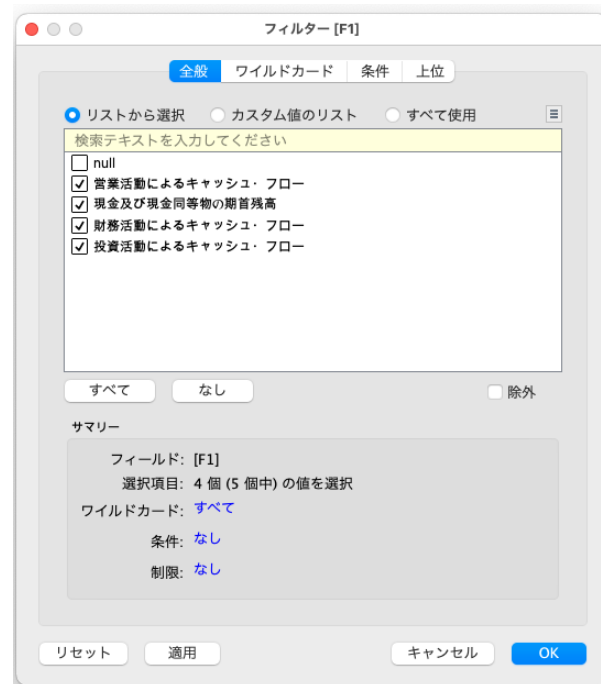 フィルター [F1]
全般 ワイルドカード 条件 上位
リストから選択 カスタム値のリスト すべて使用
検索テキストを入力してください
null
営業活動によるキャッシュ・フロー
現金及び現金同等物の期首残高
財務活動によるキャッシュ・フロー
投資活動によるキャッシュ・フロー
すべて なし 除外
サマリー
フィールド: [F1]
選択項目: 4 個 (5 個中) の値を選択
ワイルドカード: すべて
条件: なし
制限: なし
リセット 適用 キャンセル OK